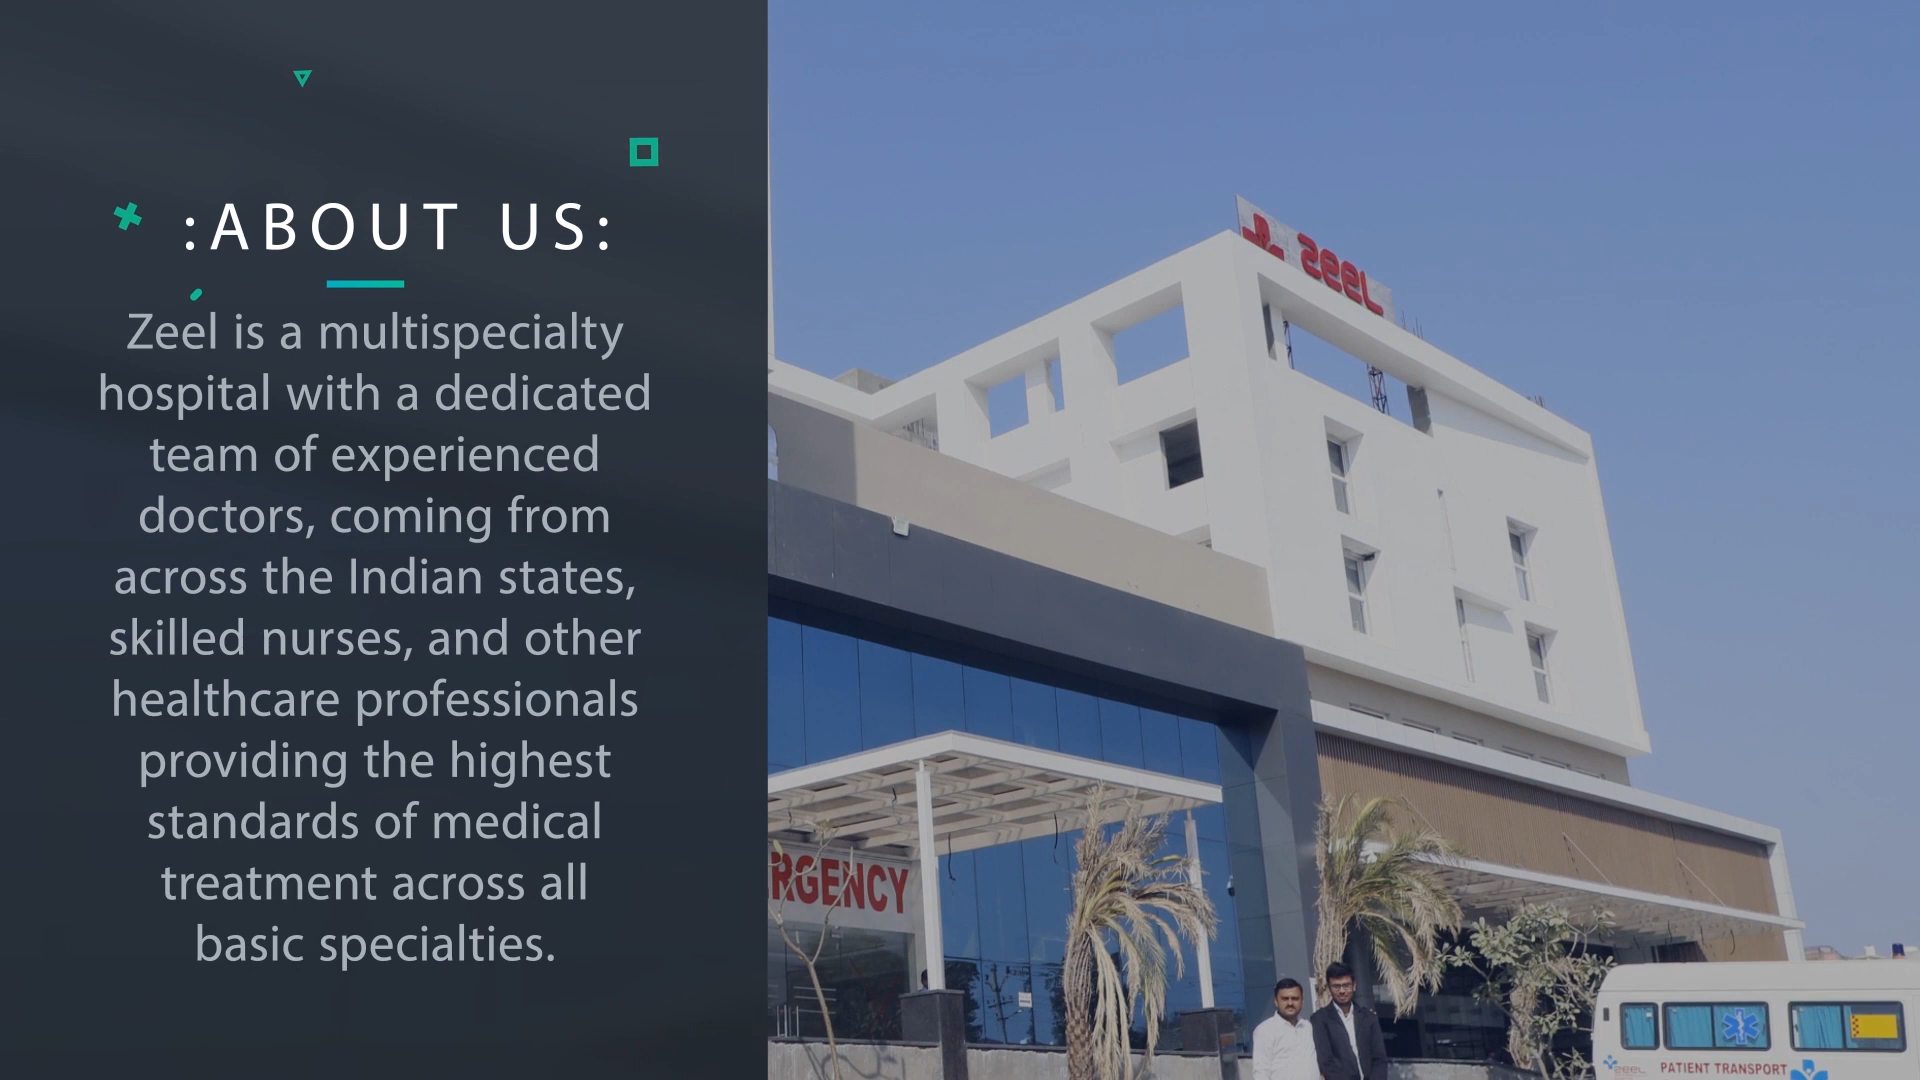 :ABOUT US:
Zeel is a multispecialty
hospital with a dedicated
team of experienced
doctors, coming from
across the Indian states,
skilled nurses, and other
healthcare professionals
providing the highest
standards of medical
treatment across all
basic specialties.
zeel
RGENCY
zeel
PATIENT TRANSPORT